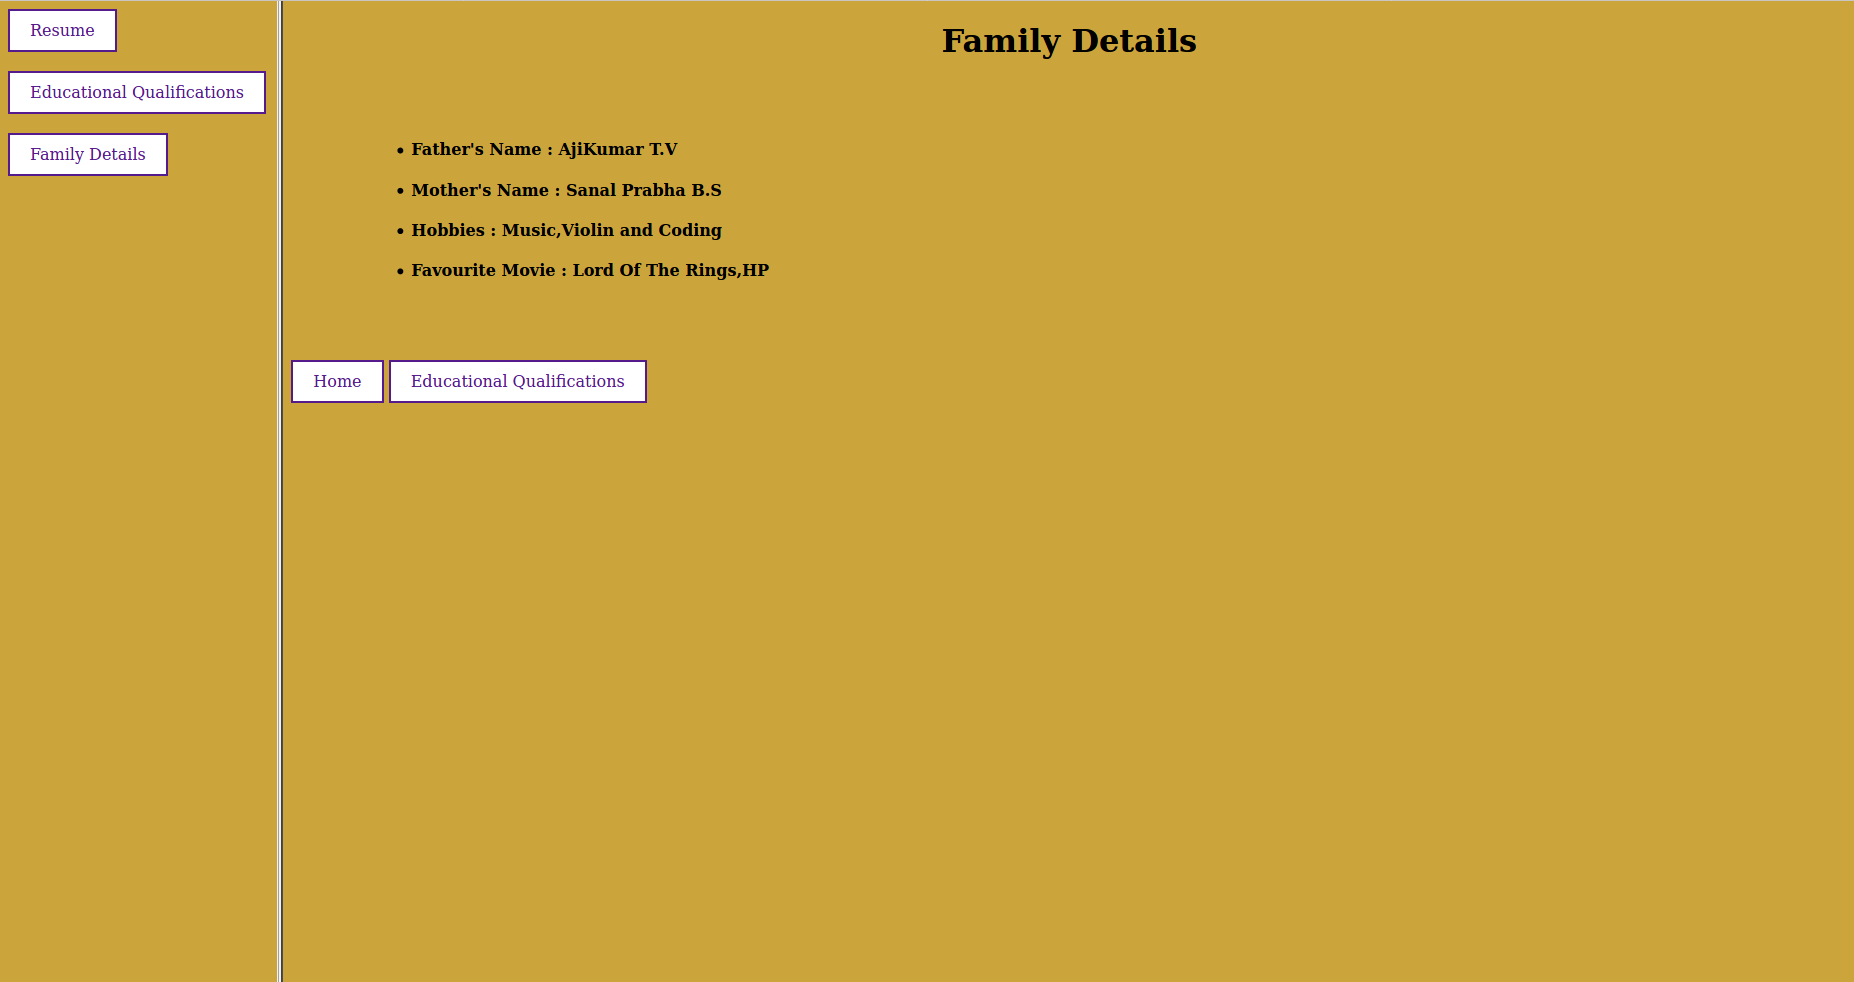 Resume
Educational Qualifications
Family Details
Family Details
Father's Name : AjiKumar T.V
Mother's Name : Sanal Prabha B.S
Hobbies : Music,Violin and Coding
Favourite Movie : Lord Of The Rings,HP
Home Educational Qualifications